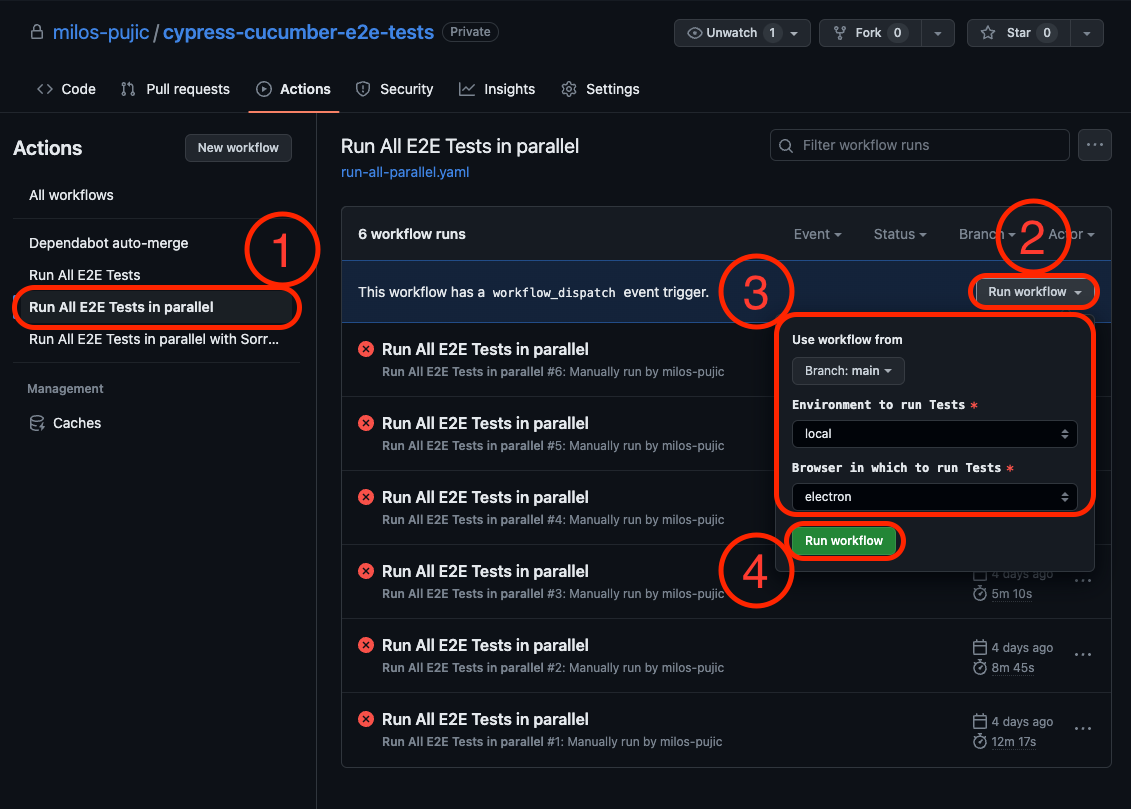 milos-pujic / cypress-cucumber-e2e-tests Private
Unwatch 1 Fork 0 Star 0
Code Pull requests Actions Security Insights Settings
Actions New workflow
All workflows
Dependabot auto-merge
Run All E2E Tests
Run All E2E Tests in parallel
Run All E2E Tests in parallel with Sorr...
Management
Caches
1
Run All E2E Tests in parallel
run-all-parallel.yaml
Filter workflow runs
6 workflow runs
Event Status Branch Actor
2
This workflow has a workflow_dispatch event trigger.
3
Run workflow
Use workflow from
Branch: main
Environment to run Tests *
local
Browser in which to run Tests *
electron
Run workflow
4
Run All E2E Tests in parallel
Run All E2E Tests in parallel #6: Manually run by milos-pujic
Run All E2E Tests in parallel
Run All E2E Tests in parallel #5: Manually run by milos-pujic
Run All E2E Tests in parallel
Run All E2E Tests in parallel #4: Manually run by milos-pujic
Run All E2E Tests in parallel
Run All E2E Tests in parallel #3: Manually run by milos-pujic
4 days ago
5m 10s
Run All E2E Tests in parallel
Run All E2E Tests in parallel #2: Manually run by milos-pujic
4 days ago
8m 45s
Run All E2E Tests in parallel
Run All E2E Tests in parallel #1: Manually run by milos-pujic
4 days ago
12m 17s